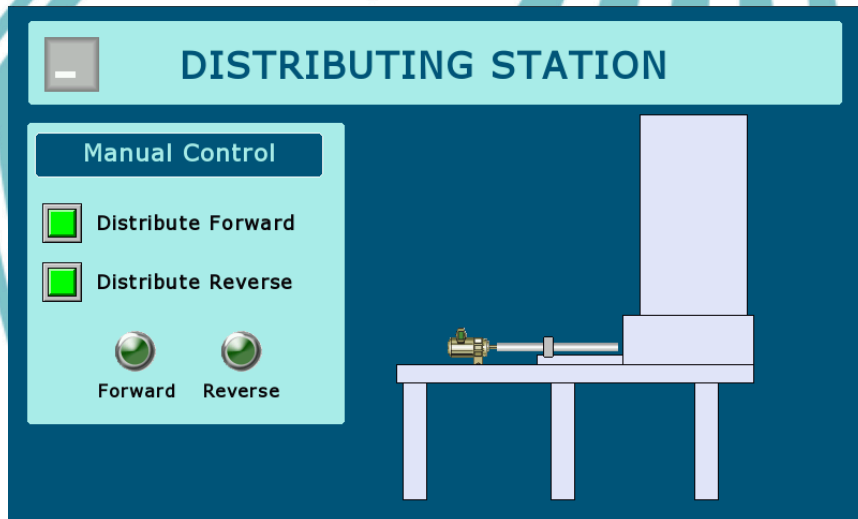 DISTRIBUTING STATION
Manual Control
Distribute Forward
Distribute Reverse
Forward Reverse